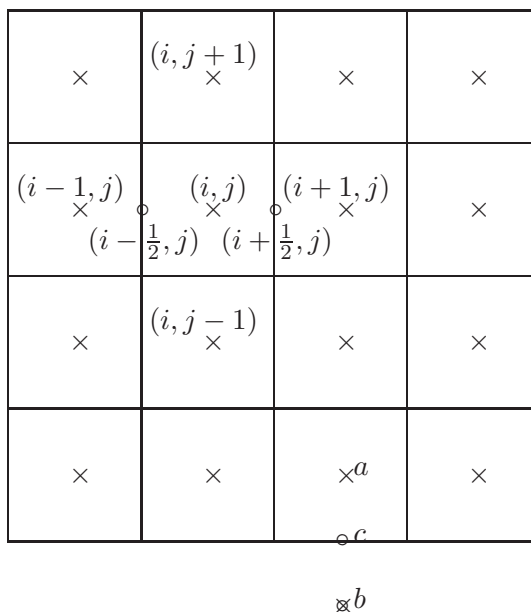 (i, j + 1)
(i − 1, j) (i, j) (i + 1, j)
(i − 1/2, j) (i + 1/2, j)
(i, j − 1)
a
c
b